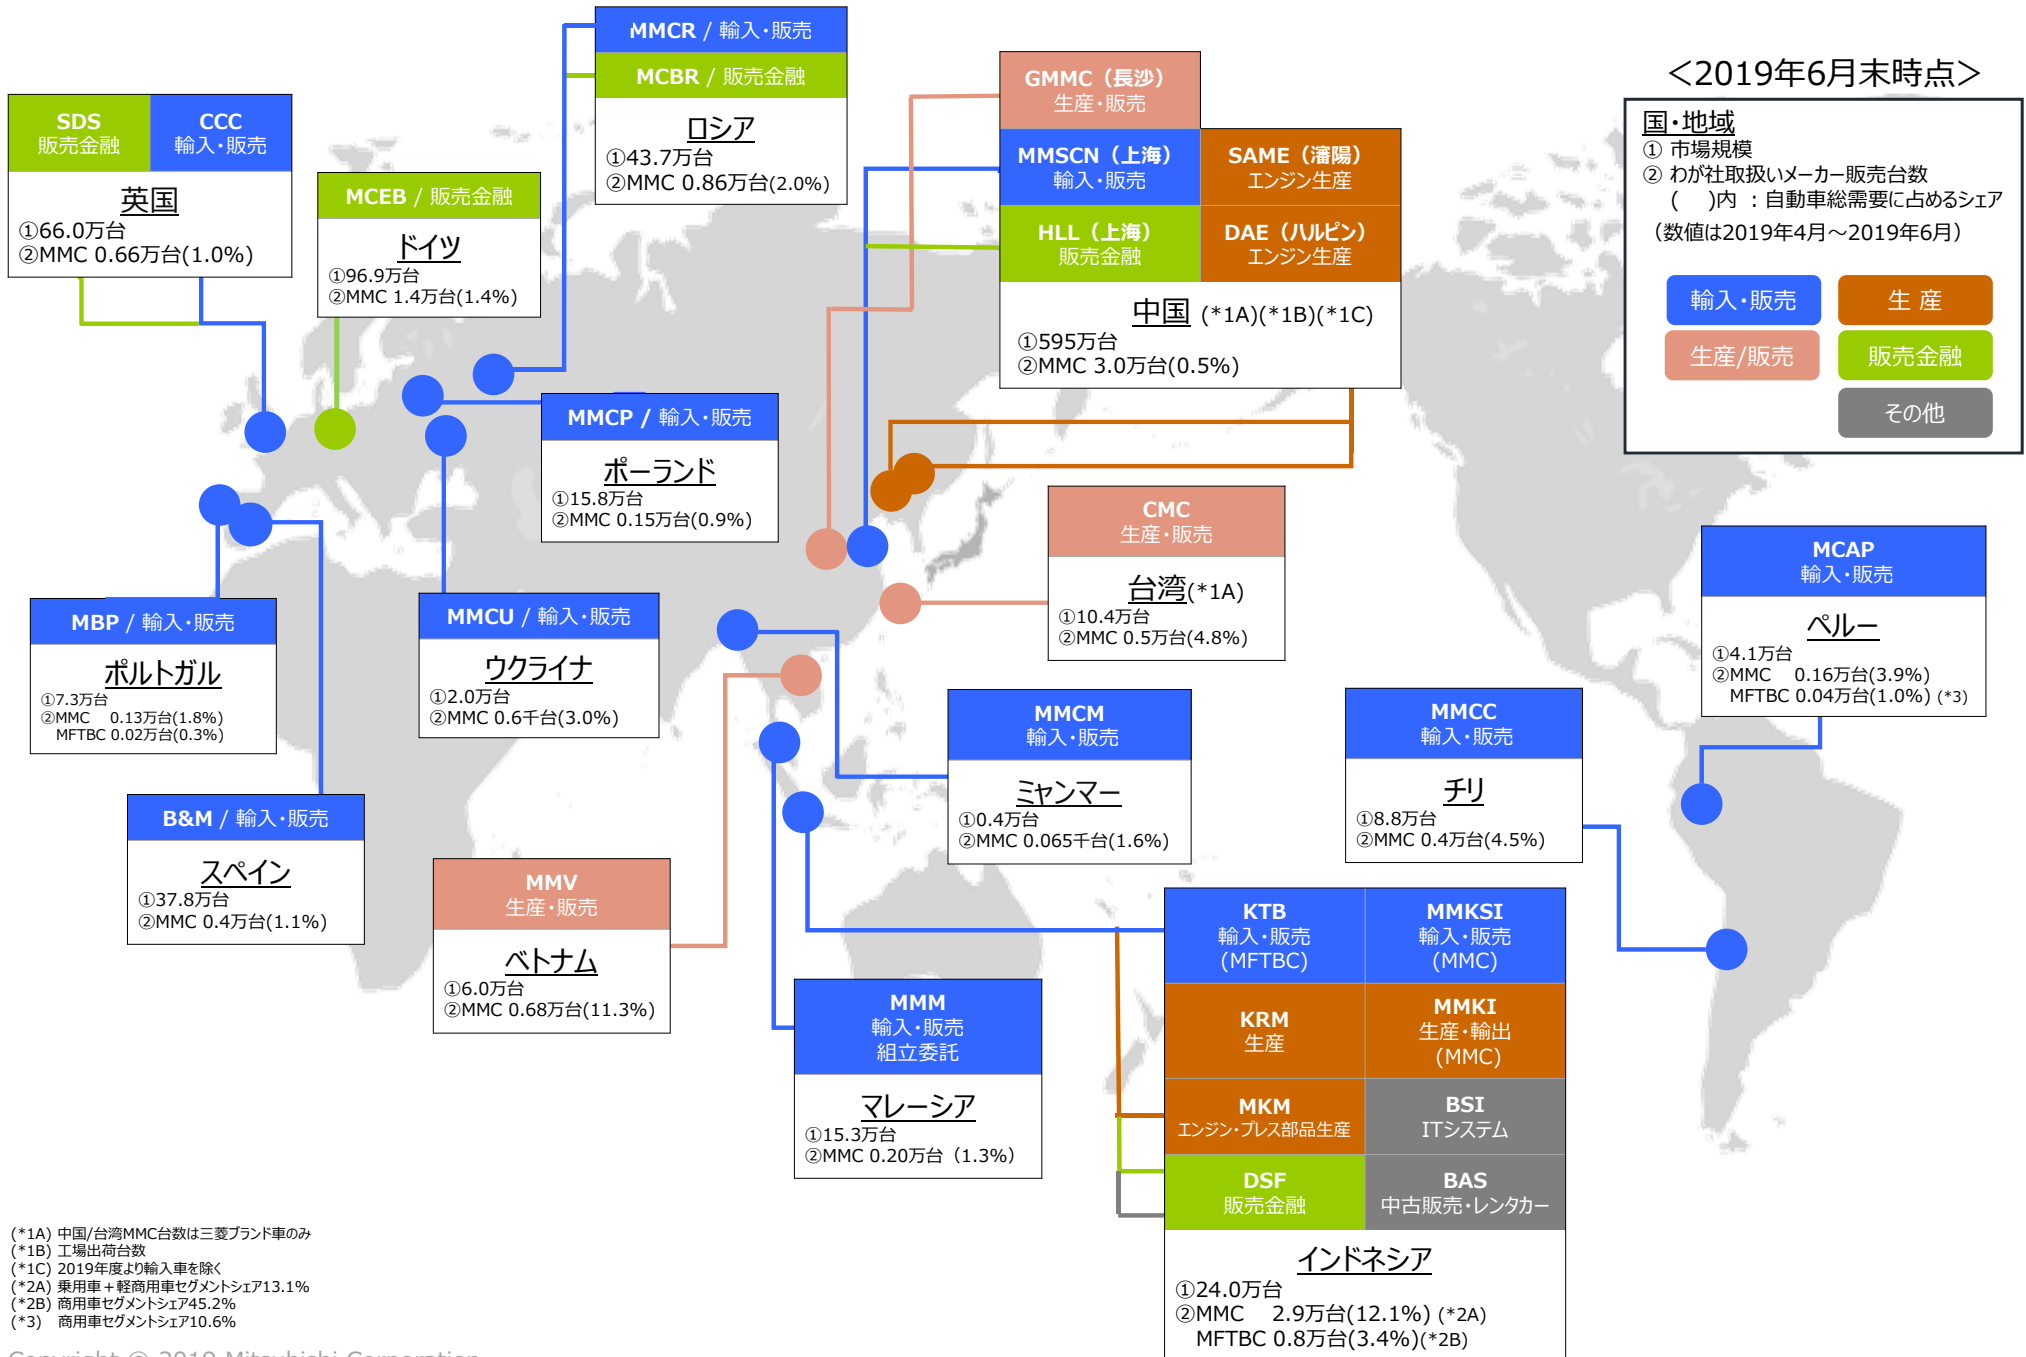 MMCR / 輸入・販売
MCBR / 販売金融
ロシア
①43.7万台
②MMC 0.86万台(2.0%)
SDS
販売金融
CCC
輸入・販売
英国
①66.0万台
②MMC 0.66万台(1.0%)
MCEB / 販売金融
ドイツ
①96.9万台
②MMC 1.4万台(1.4%)
GMMC（長沙）
生産・販売
MMSCN（上海）
輸入・販売
SAME（瀋陽）
エンジン生産
HLL（上海）
販売金融
DAE（ハルピン）
エンジン生産
中国 (*1A)(*1B)(*1C)
①595万台
②MMC 3.0万台(0.5%)
＜2019年6月末時点＞
国・地域
① 市場規模
② わが社取扱いメーカー販売台数
(　)内 ：自動車総需要に占めるシェア
（数値は2019年4月～2019年6月）
輸入・販売
生 産
生産/販売
販売金融
その他
MMCP / 輸入・販売
ポーランド
①15.8万台
②MMC 0.15万台(0.9%)
CMC
生産・販売
台湾(*1A)
①10.4万台
②MMC 0.5万台(4.8%)
MCAP
輸入・販売
ペルー
①4.1万台
②MMC 0.16万台(3.9%)
MFTBC 0.04万台(1.0%) (*3)
MBP / 輸入・販売
ポルトガル
①7.3万台
②MMC 0.13万台(1.8%)
MFTBC 0.02万台(0.3%)
MMCU / 輸入・販売
ウクライナ
①2.0万台
②MMC 0.6千台(3.0%)
MMCM
輸入・販売
ミャンマー
①0.4万台
②MMC 0.065千台(1.6%)
MMCC
輸入・販売
チリ
①8.8万台
②MMC 0.4万台(4.5%)
B&M / 輸入・販売
スペイン
①37.8万台
②MMC 0.4万台(1.1%)
MMV
生産・販売
ベトナム
①6.0万台
②MMC 0.68万台(11.3%)
MMM
輸入・販売
組立委託
マレーシア
①15.3万台
②MMC 0.20万台（1.3%）
KTB
輸入・販売
(MFTBC)
MMKSI
輸入・販売
(MMC)
KRM
生産
MMKI
生産・輸出
(MMC)
MKM
エンジン・プレス部品生産
BSI
ITシステム
DSF
販売金融
BAS
中古販売・レンタカー
インドネシア
①24.0万台
②MMC 2.9万台(12.1%) (*2A)
MFTBC 0.8万台(3.4%)(*2B)
(*1A) 中国/台湾MMC台数は三菱ブランド車のみ
(*1B) 工場出荷台数
(*1C) 2019年度より輸入車を除く
(*2A) 乗用車＋軽商用車セグメントシェア13.1%
(*2B) 商用車セグメントシェア45.2%
(*3) 商用車セグメントシェア10.6%
Copyright © 2019 Mitsubishi Corporation